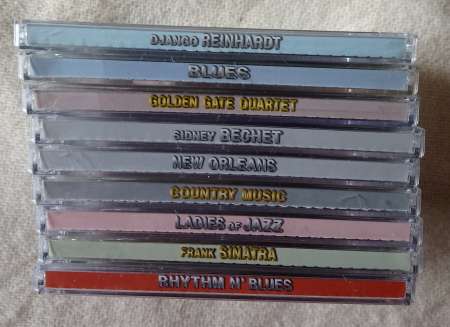 DJANGO REINHARDT
BLUES
GOLDEN GATE QUARTET
SIDNEY BECHET
NEW ORLEANS
COUNTRY MUSIC
LADIES OF JAZZ
FRANK SINATRA
RHYTHM N' BLUES